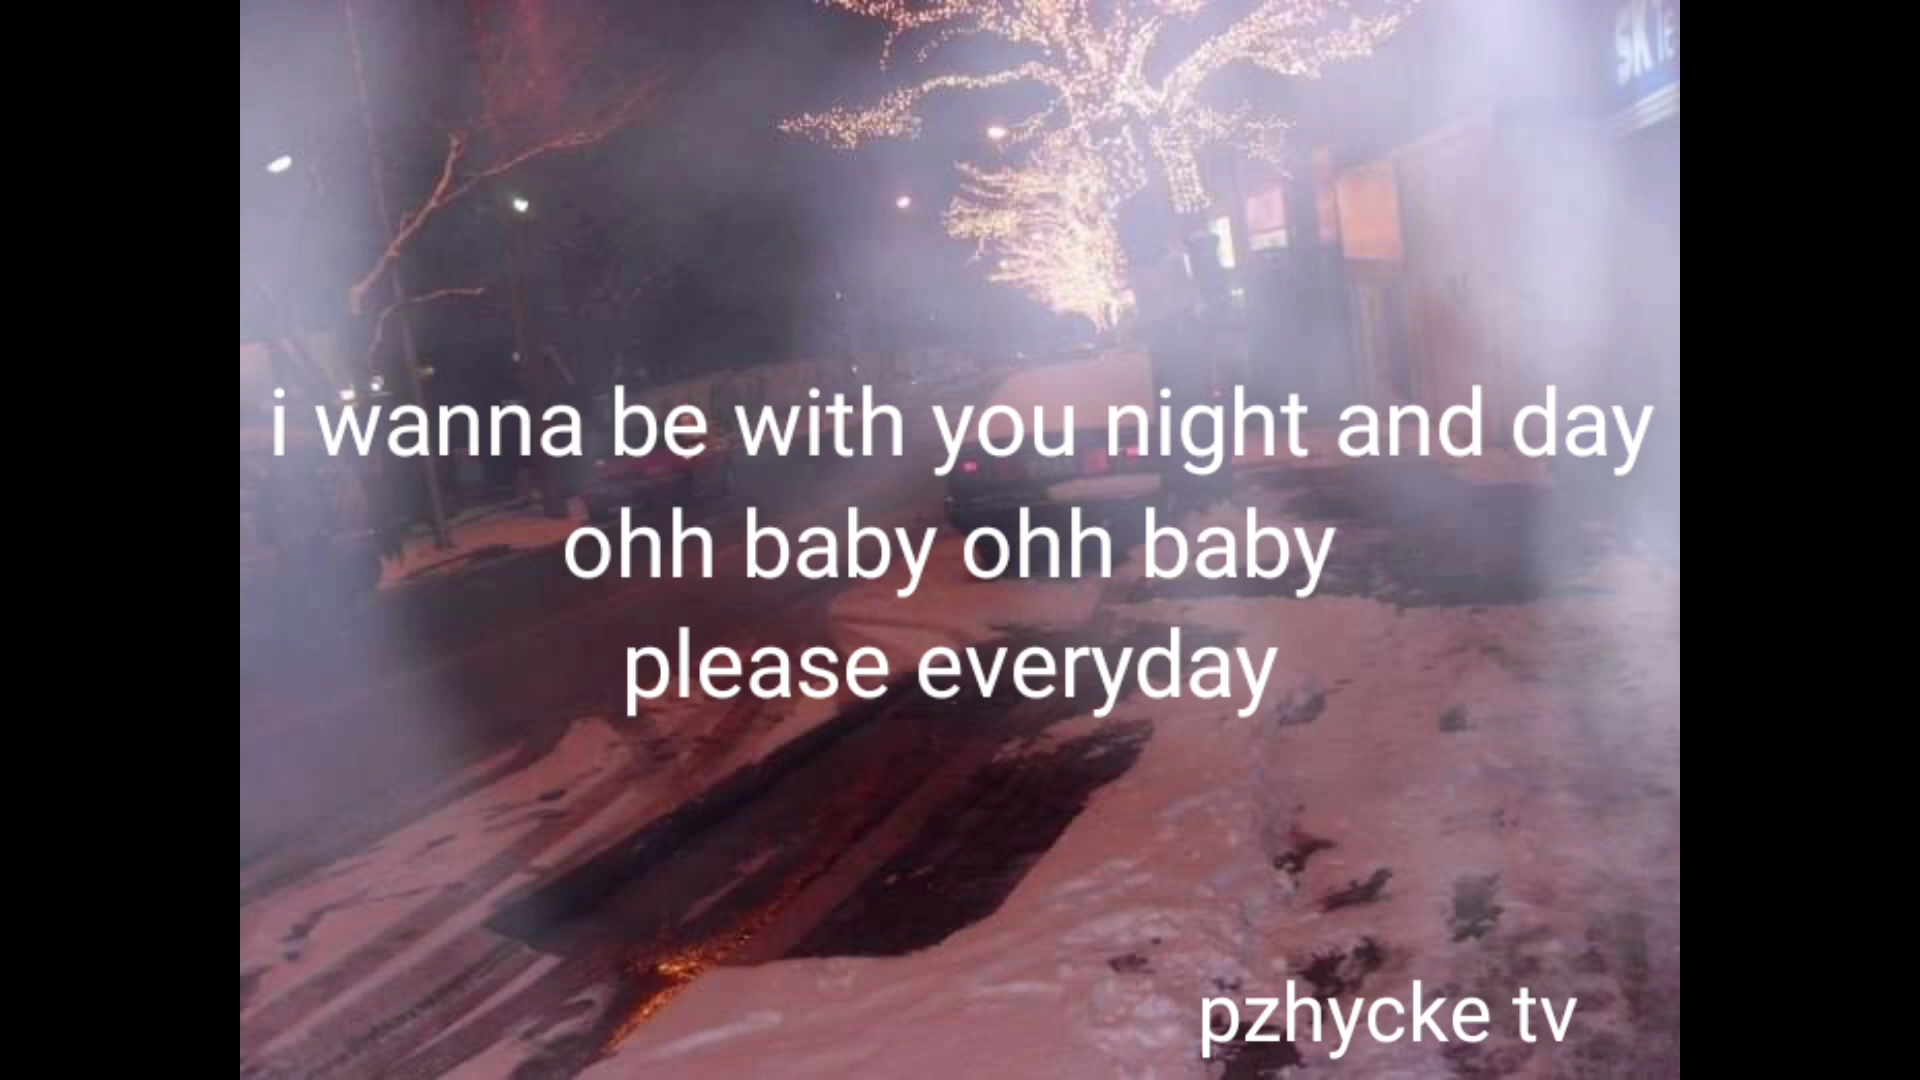 i wanna be with you night and day
ohh baby ohh baby
please everyday
pzhycke tv